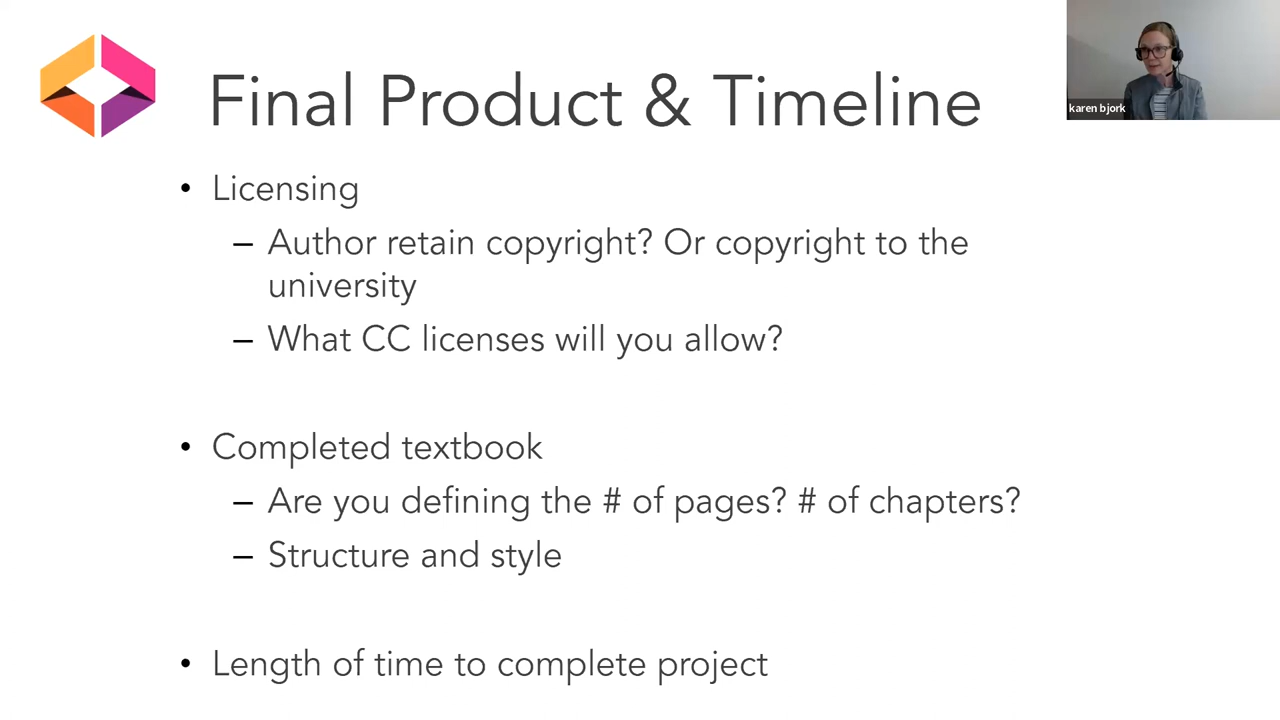 Final Product & Timeline
karen bjork
• Licensing
– Author retain copyright? Or copyright to the
university
– What CC licenses will you allow?
• Completed textbook
– Are you defining the # of pages? # of chapters?
– Structure and style
• Length of time to complete project